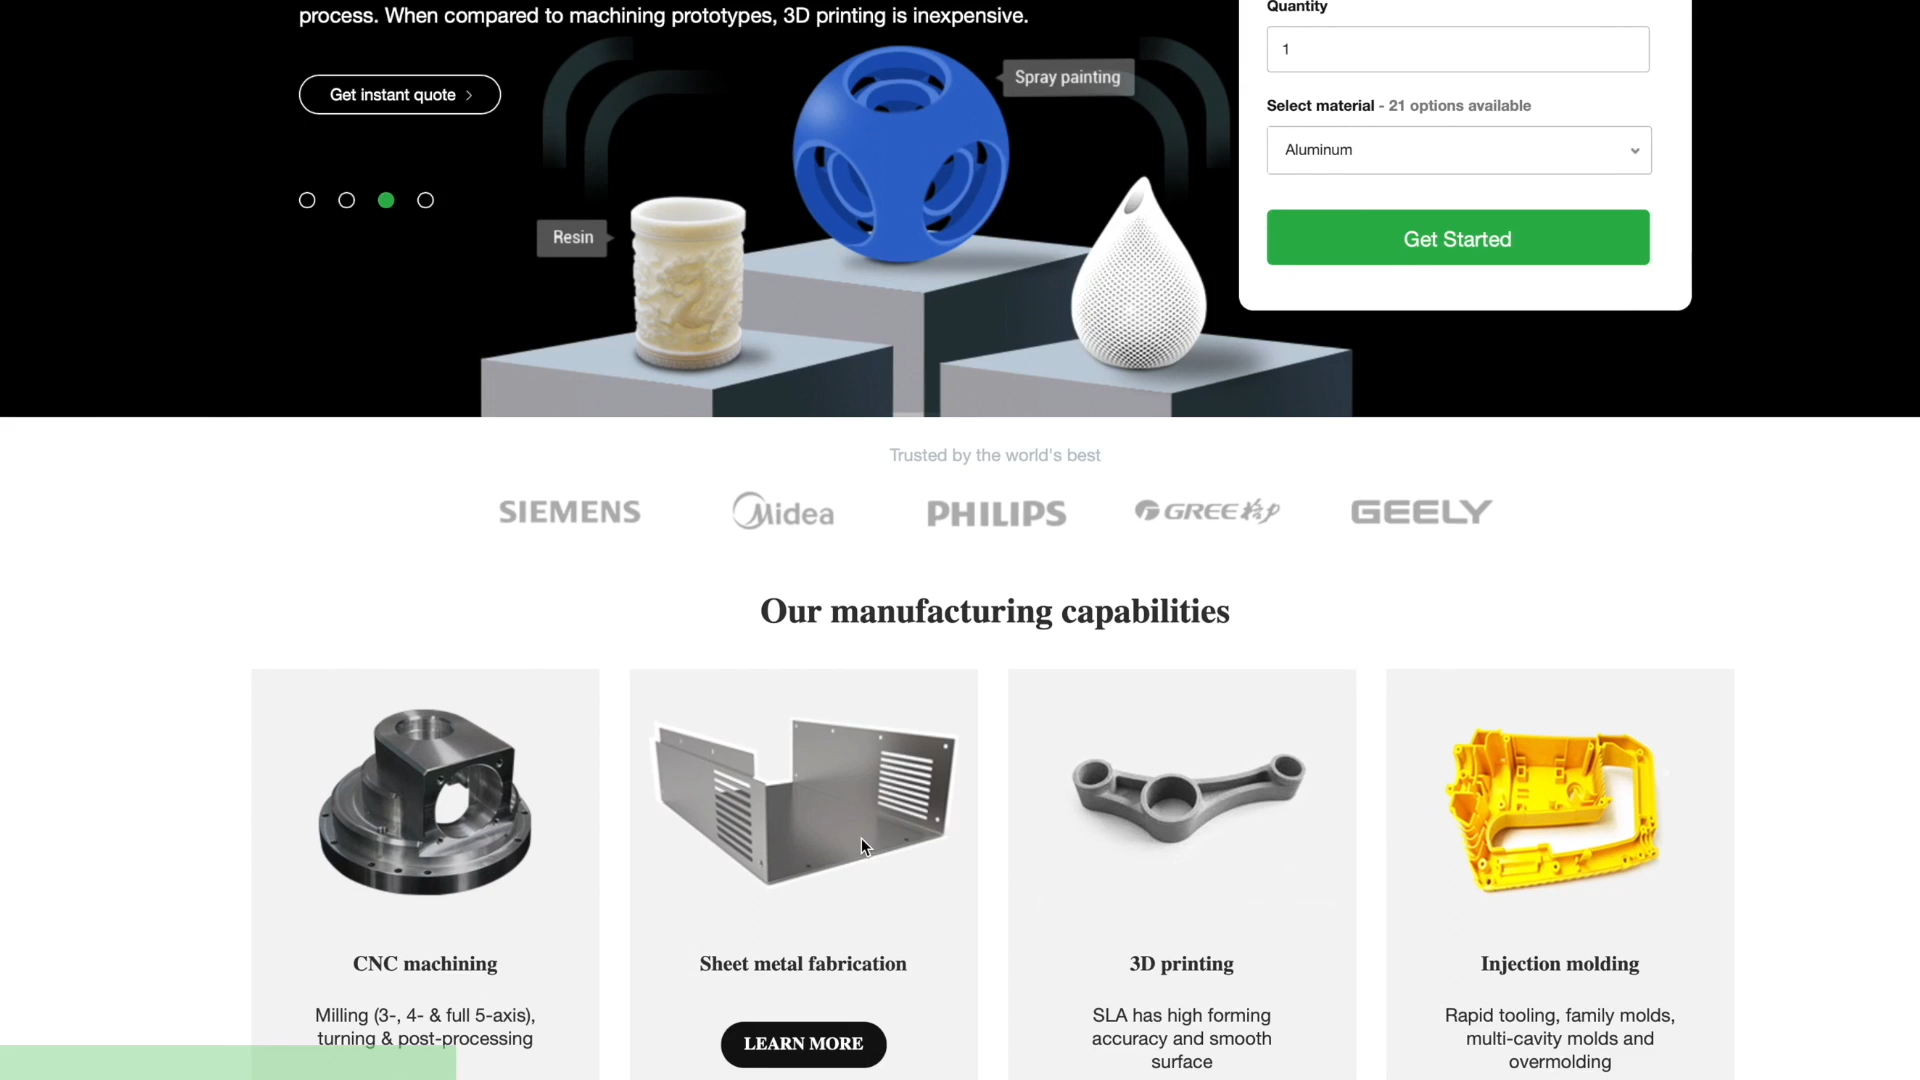 process. When compared to machining prototypes, 3D printing is inexpensive.
Get instant quote
Spray painting
Resin
Quantity
1
Select material - 21 options available
Aluminum
Get Started
Trusted by the world's best
SIEMENS
Midea
PHILIPS
GREE 格力
GEELY
Our manufacturing capabilities
CNC machining
Milling (3-, 4- & full 5-axis),
turning & post-processing
Sheet metal fabrication
LEARN MORE
3D printing
SLA has high forming
accuracy and smooth
surface
Injection molding
Rapid tooling, family molds,
multi-cavity molds and
overmolding